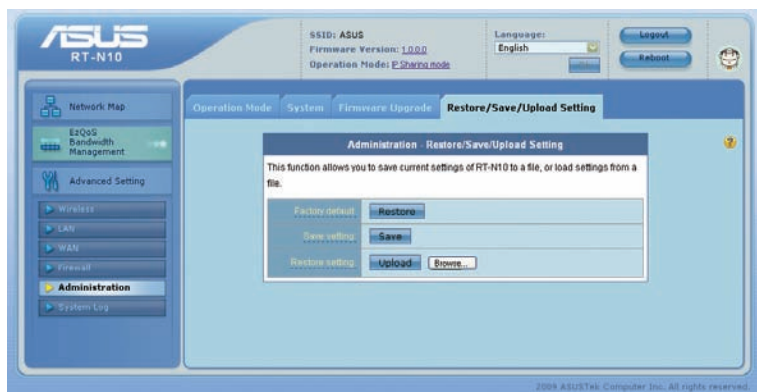 ASUS
RT-N10
SSID: ASUS
Firmware Version: 1.0.0.0
Operation Mode: IP Sharing mode
Language:
English
Logout
Reboot
Network Map
EzQoS
Bandwidth
Management
Advanced Setting
Wireless
LAN
WAN
Firewall
Administration
System Log
Operation Mode System Firmware Upgrade Restore/Save/Upload Setting
Administration - Restore/Save/Upload Setting
This function allows you to save current settings of RT-N10 to a file, or load settings from a
file.
Factory default Restore
Save setting Save
Restore setting Upload Browse...
2009 ASUSTek Computer Inc. All rights reserved.